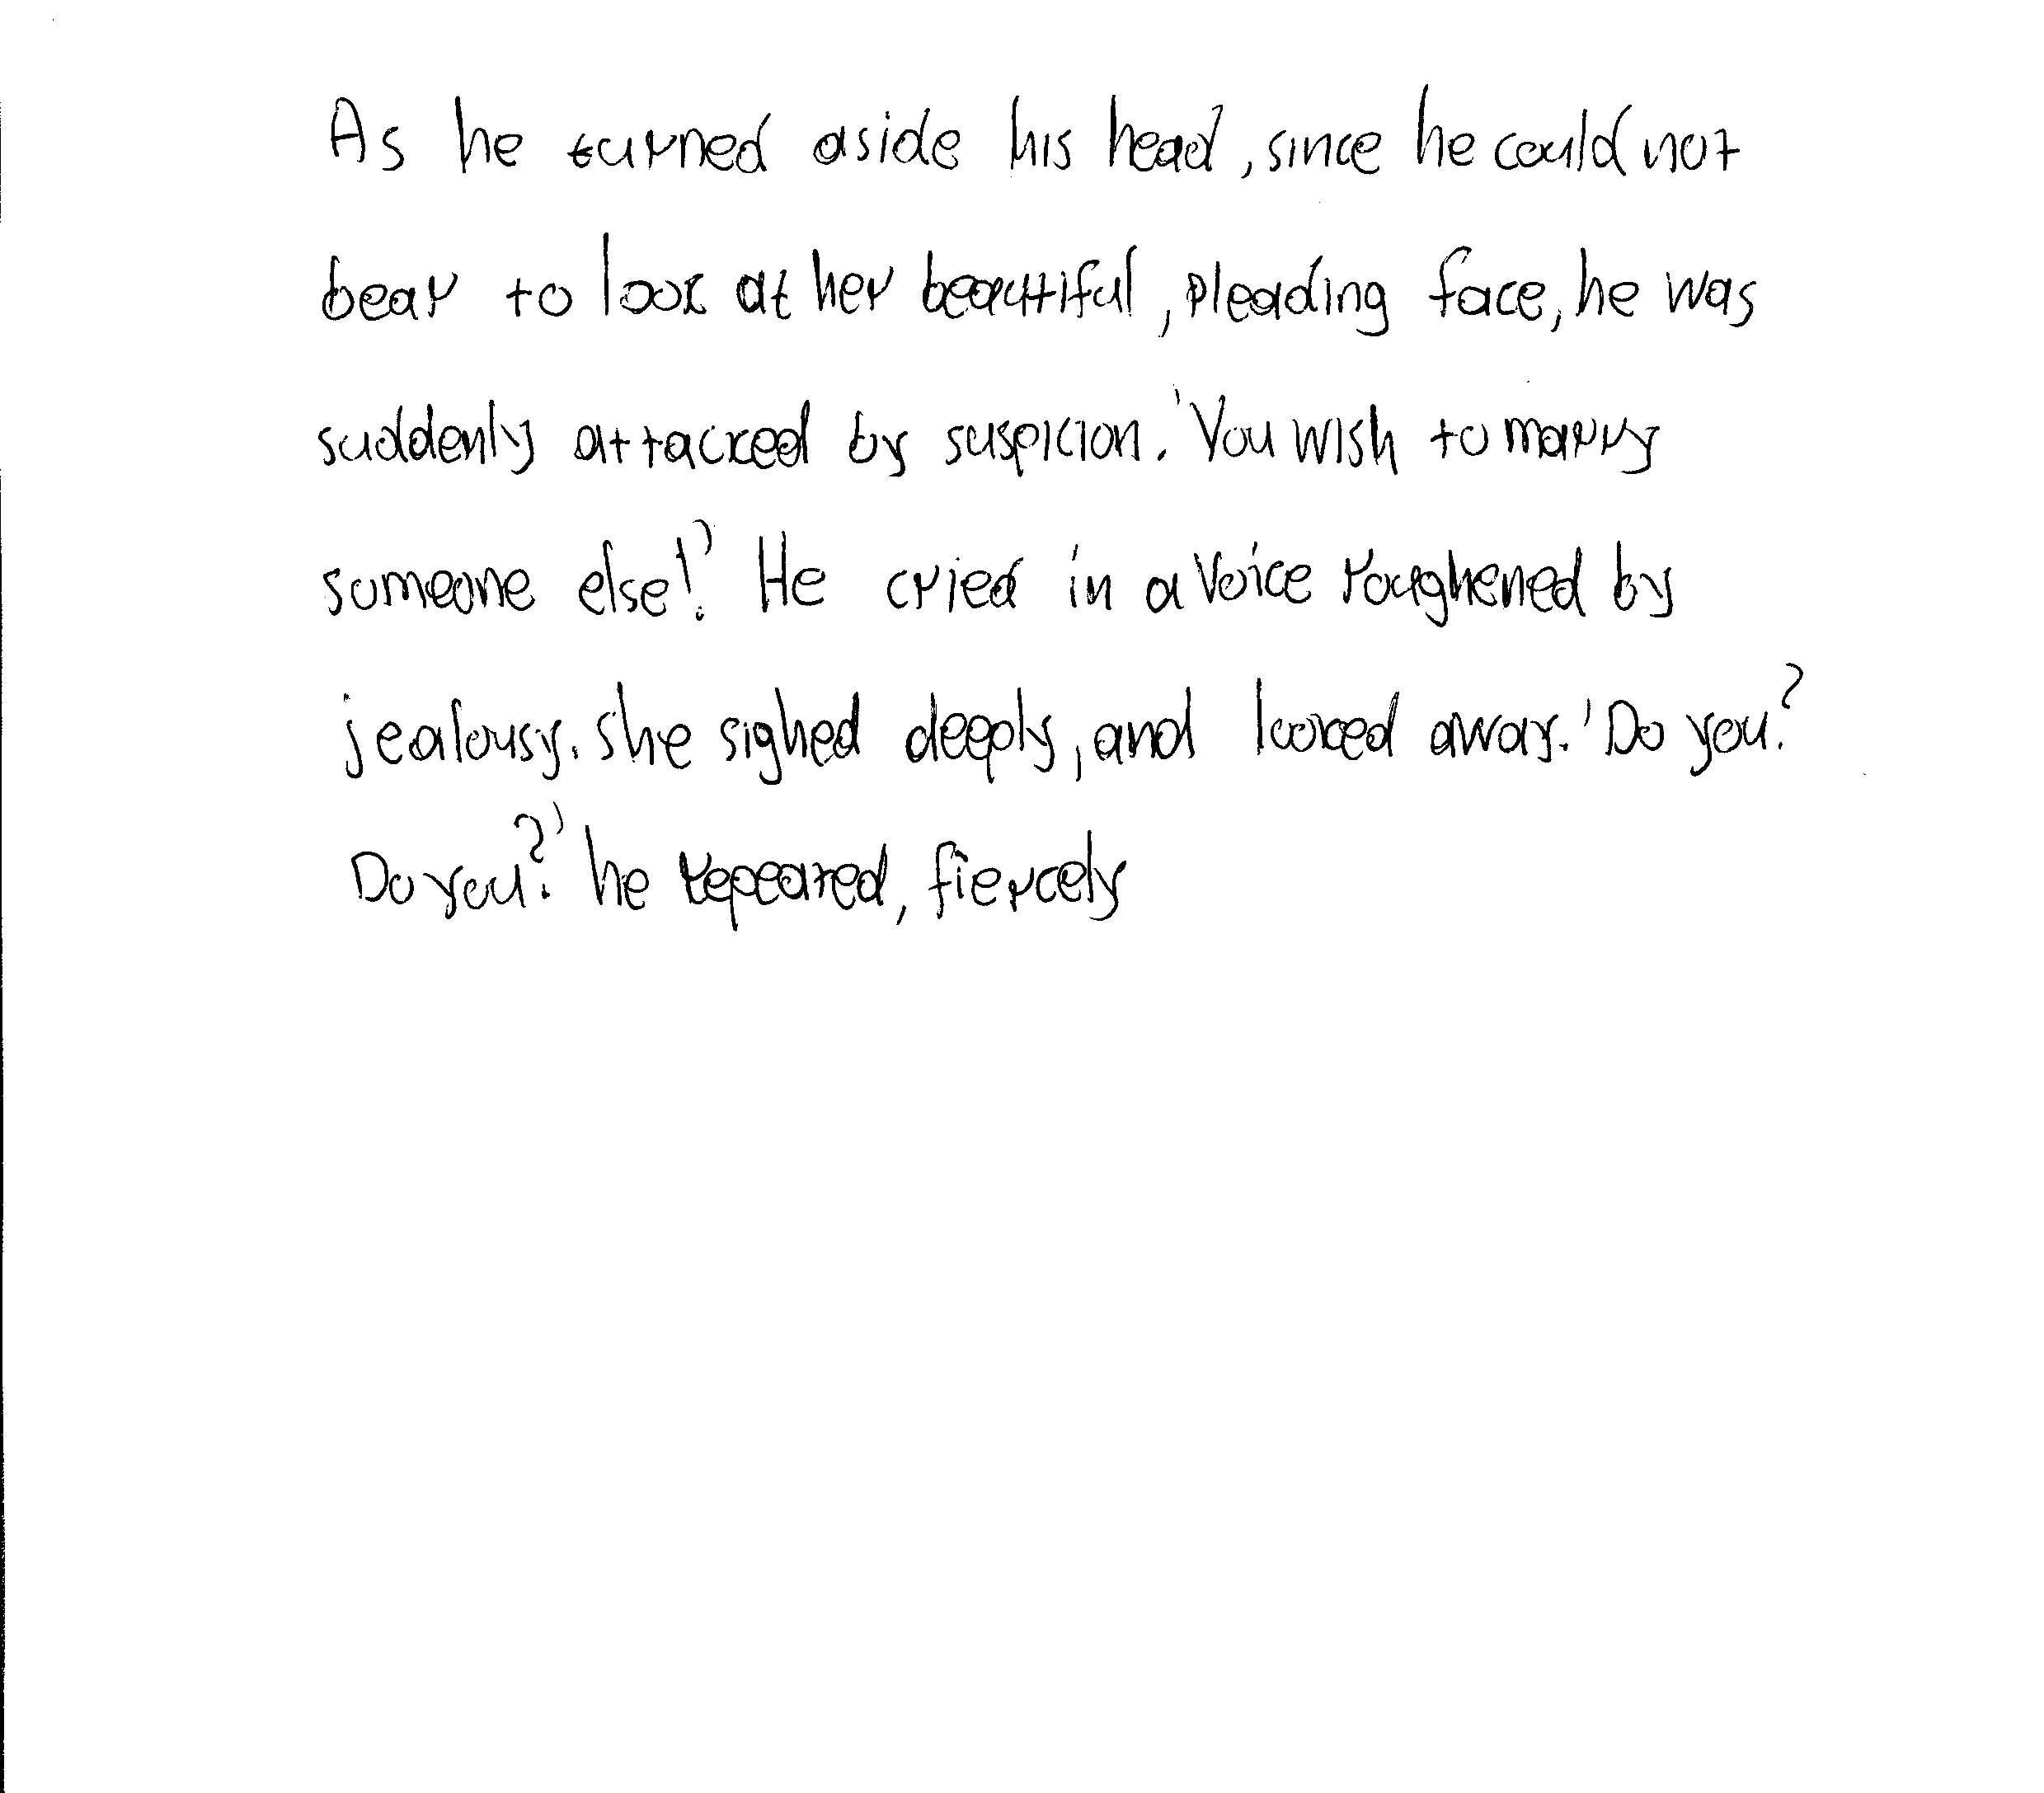 As he turned aside his head, since he could not
bear to look at her beautiful, pleading face, he was
suddenly attacked by suspicion. 'You wish to marry
someone else!' He cried in a voice roughened by
jealousy. she sighed deeply, and looked away. 'Do you?
Do you?' he repeated, fiercely